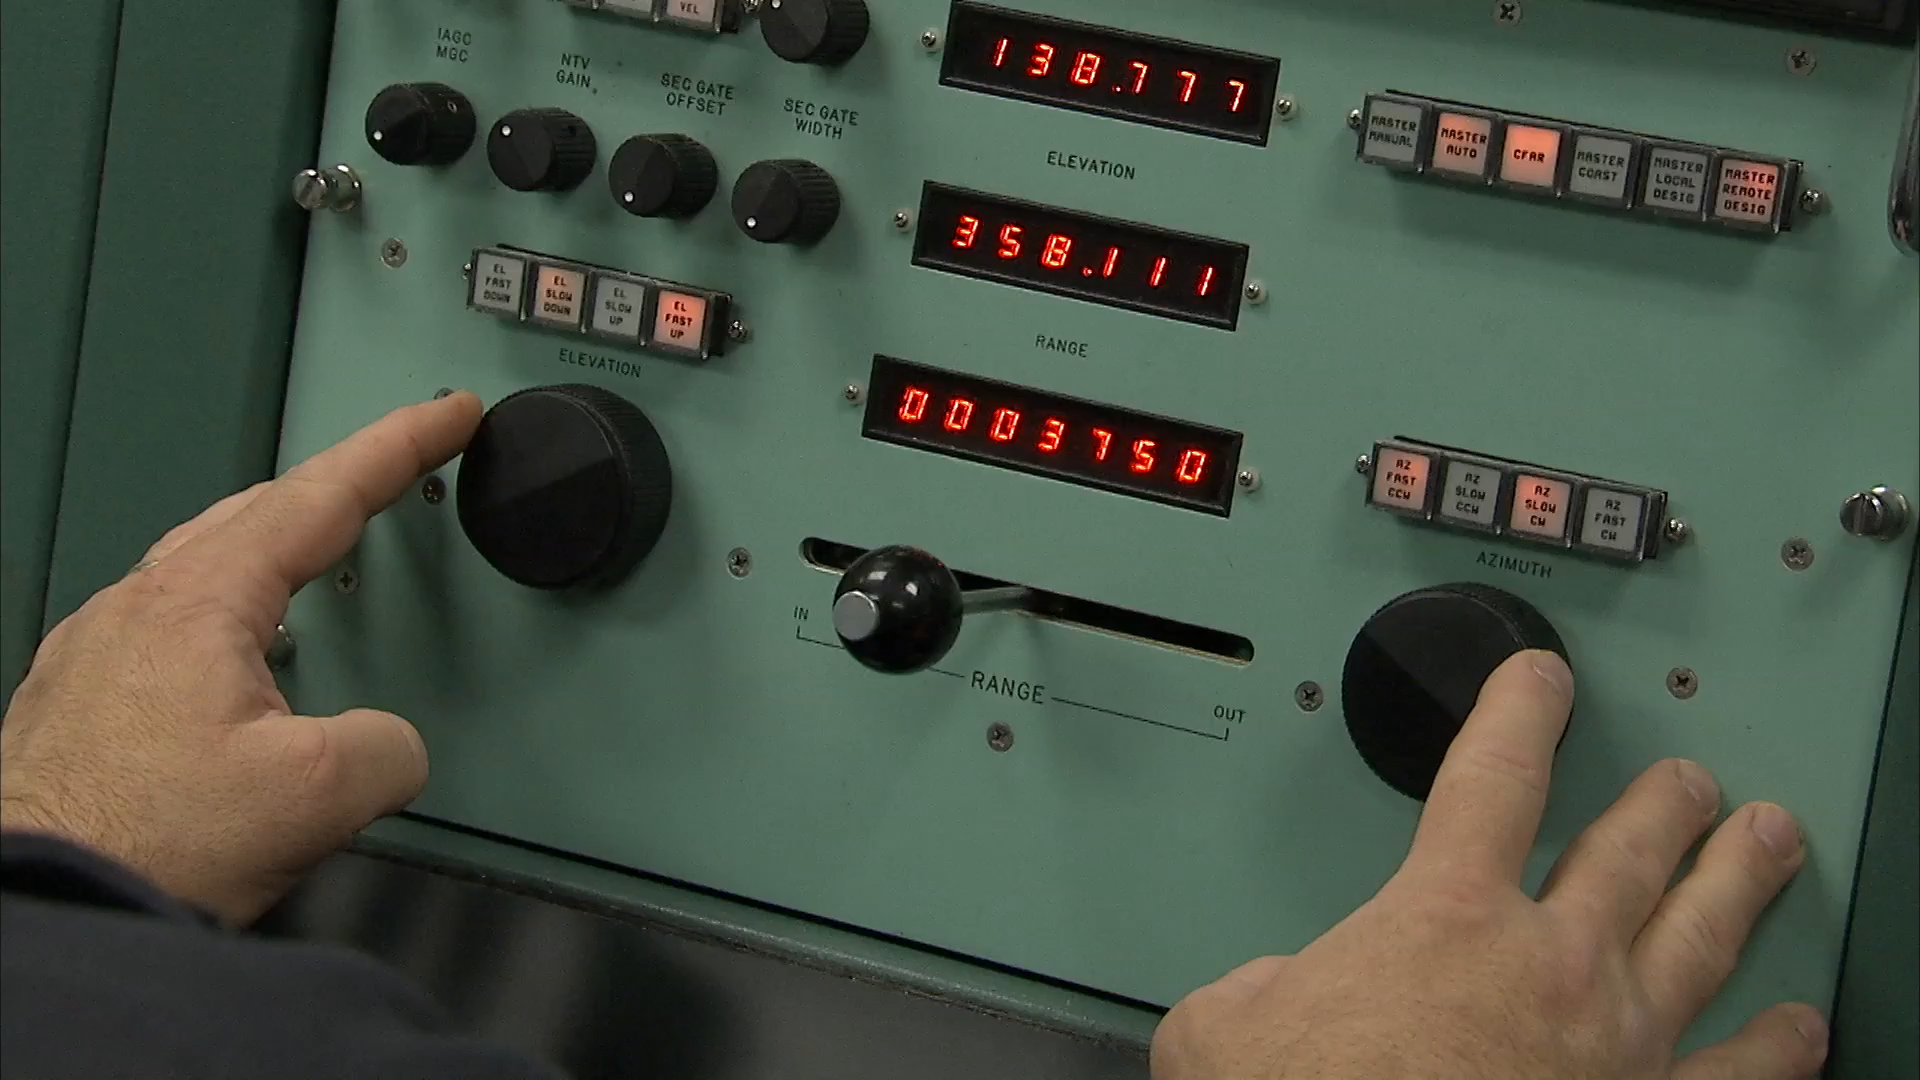 VEL
IAGC
MGC
NTV
GAIN
SEC GATE
OFFSET
SEC GATE
WIDTH
138.777
ELEVATION
358.111
RANGE
0003750
MASTER
MANUAL
MASTER
AUTO
CFAR
MASTER
COAST
MASTER
LOCAL
DESIG
MASTER
REMOTE
DESIG
EL
FAST
DOWN
EL
SLOW
DOWN
EL
SLOW
UP
EL
FAST
UP
ELEVATION
AZ
FAST
CCW
AZ
SLOW
CCW
AZ
SLOW
CW
AZ
FAST
CW
AZIMUTH
IN
RANGE
OUT